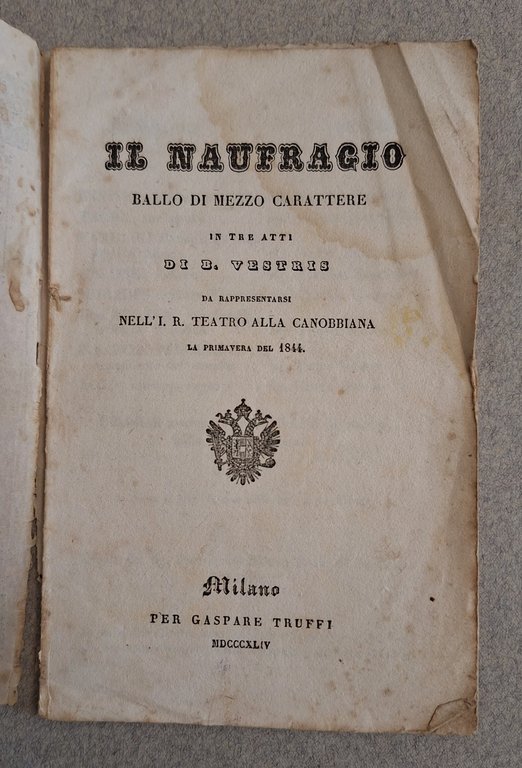 IL NAUFRAGIO
BALLO DI MEZZO CARATTERE
IN TRE ATTI
DI B. VESTRIS
DA RAPPRESENTARSI
NELL'I. R. TEATRO ALLA CANOBBIANA
LA PRIMAVERA DEL 1844.
Milano
PER GASPARE TRUFFI
MDCCCXLIV